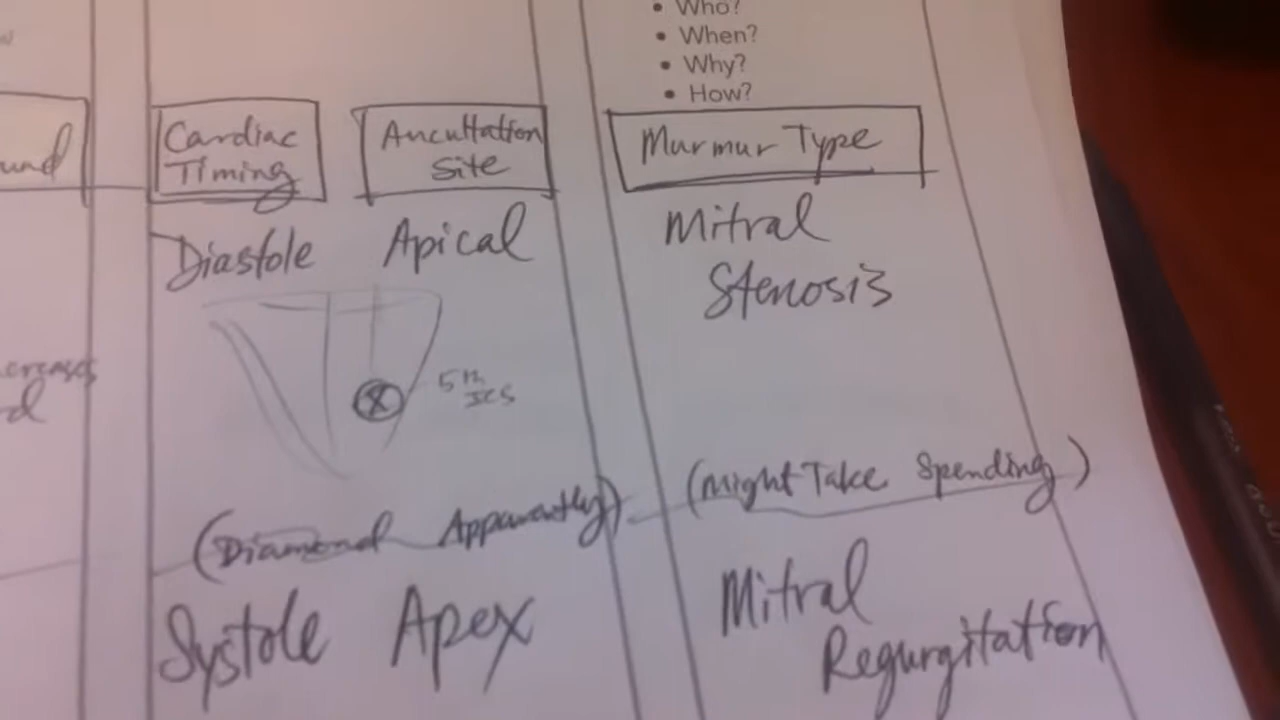 Who?
When?
Why?
How?
Cardiac
Timing
Ancultation
Site
Murmur Type
Diastole Apical
Mitral
Stenosis
5th
ICS
(Diamond Apparently)
(Might Take Spending)
Systole Apex
Mitral
Regurgitation